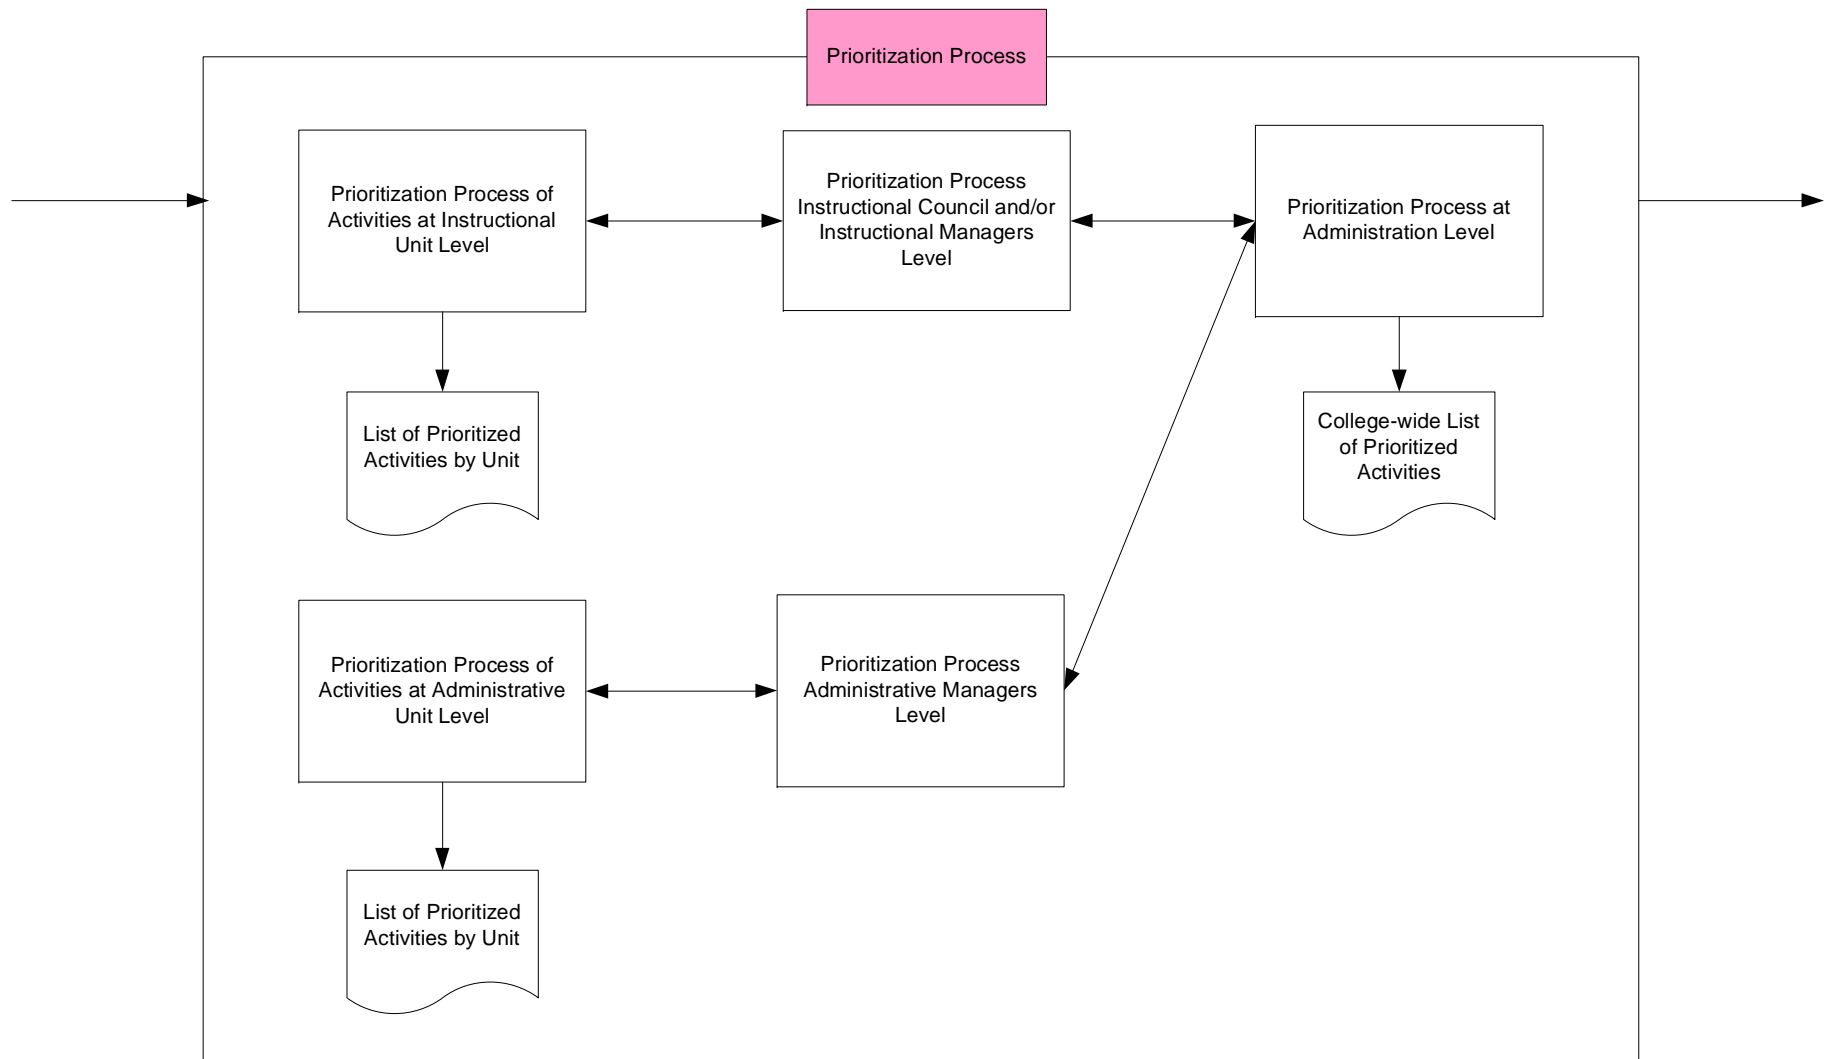 Prioritization Process
Prioritization Process of
Activities at Instructional
Unit Level
Prioritization Process
Instructional Council and/or
Instructional Managers
Level
Prioritization Process at
Administration Level
List of Prioritized
Activities by Unit
College-wide List
of Prioritized
Activities
Prioritization Process of
Activities at Administrative
Unit Level
Prioritization Process
Administrative Managers
Level
List of Prioritized
Activities by Unit